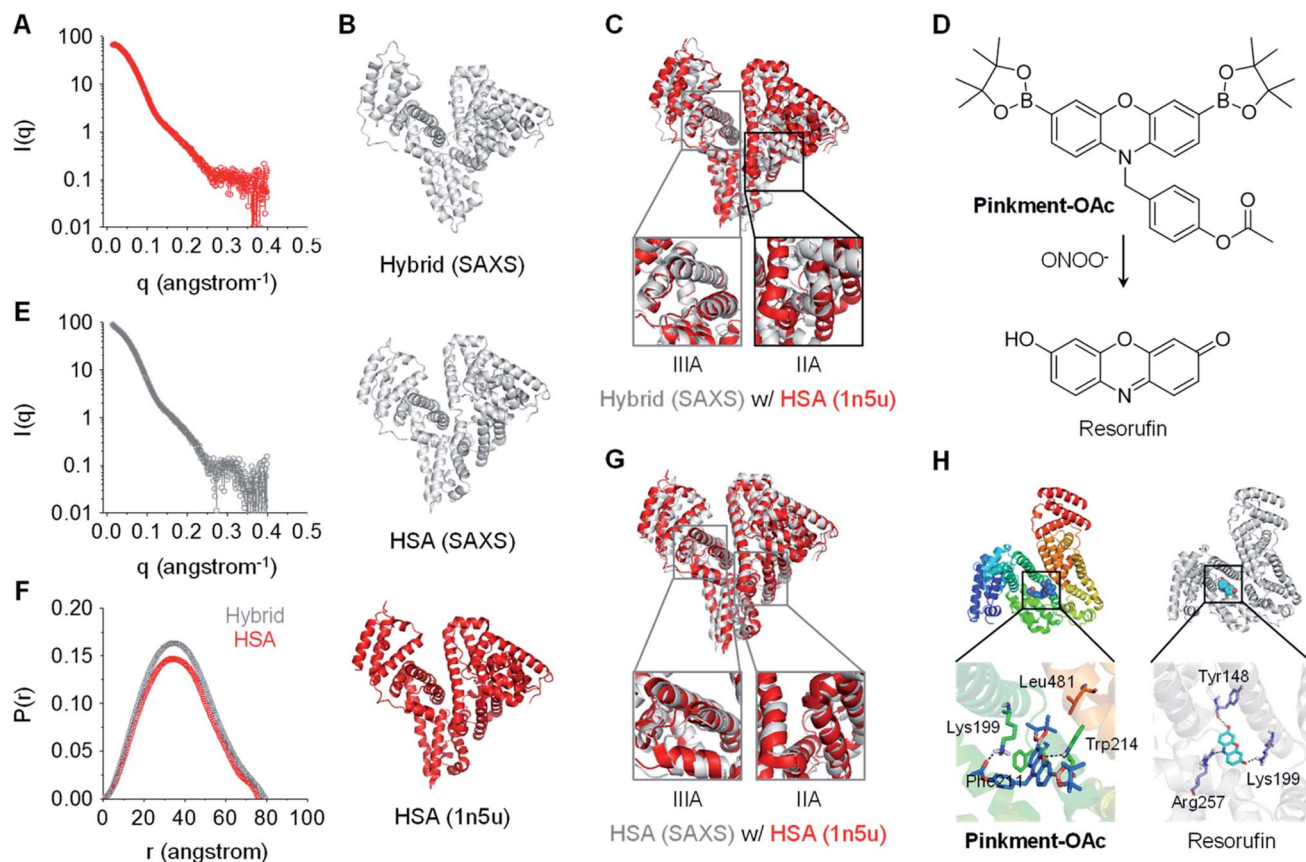 A
100
10
1
0.1
0.01
I(q)
0.0 0.1 0.2 0.3 0.4 0.5
q (angstrom-1)
B
Hybrid (SAXS)
C
IIIA
IIA
Hybrid (SAXS) w/ HSA (1n5u)
D
O
O
B
O
B
O
O
N
Pinkment-OAc
O
O
ONOO-
HO
O
O
N
Resorufin
E
100
10
1
0.1
0.01
I(q)
0.0 0.1 0.2 0.3 0.4 0.5
q (angstrom-1)
HSA (SAXS)
F
Hybrid
HSA
0.20
0.15
0.10
0.05
0.00
P(r)
0 20 40 60 80 100
r (angstrom)
HSA (1n5u)
G
IIIA
IIA
HSA (SAXS) w/ HSA (1n5u)
H
Leu481
Lys199
Trp214
Phe211
Pinkment-OAc
Tyr148
Lys199
Arg257
Resorufin